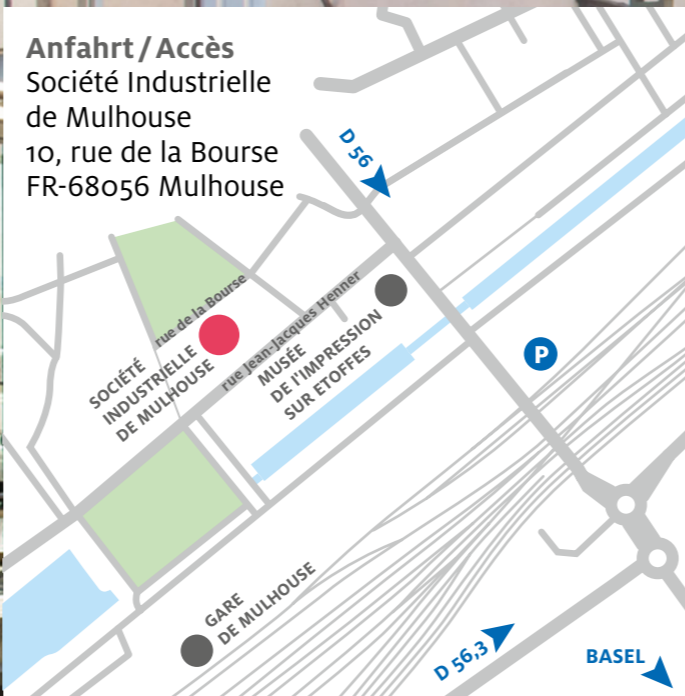 Anfahrt / Accès
Société Industrielle
de Mulhouse
10, rue de la Bourse
FR-68056 Mulhouse
D 56
rue de la Bourse
rue Jean-Jacques Henner
SOCIÉTÉ
INDUSTRIELLE
DE MULHOUSE
MUSÉE
DE l'IMPRESSION
SUR ETOFFES
P
GARE
DE MULHOUSE
D 56,3
BASEL